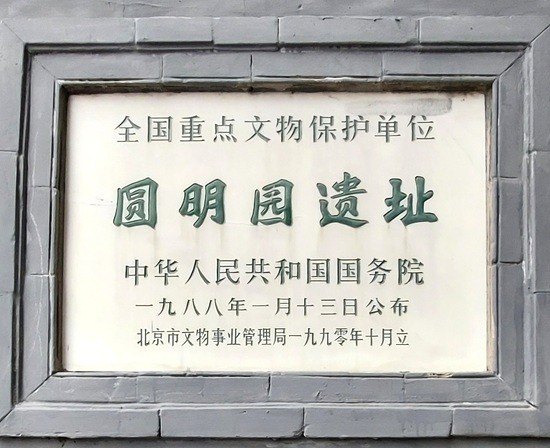 全国重点文物保护单位
圆明园遗址
中华人民共和国国务院
一九八八年一月十三日公布
北京市文物事业管理局一九九零年十月立